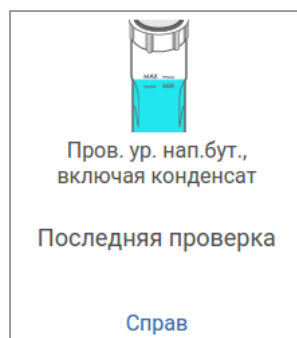 MAX
MIN
Пров. ур. нап.бут.,
включая конденсат
Последняя проверка
Справ